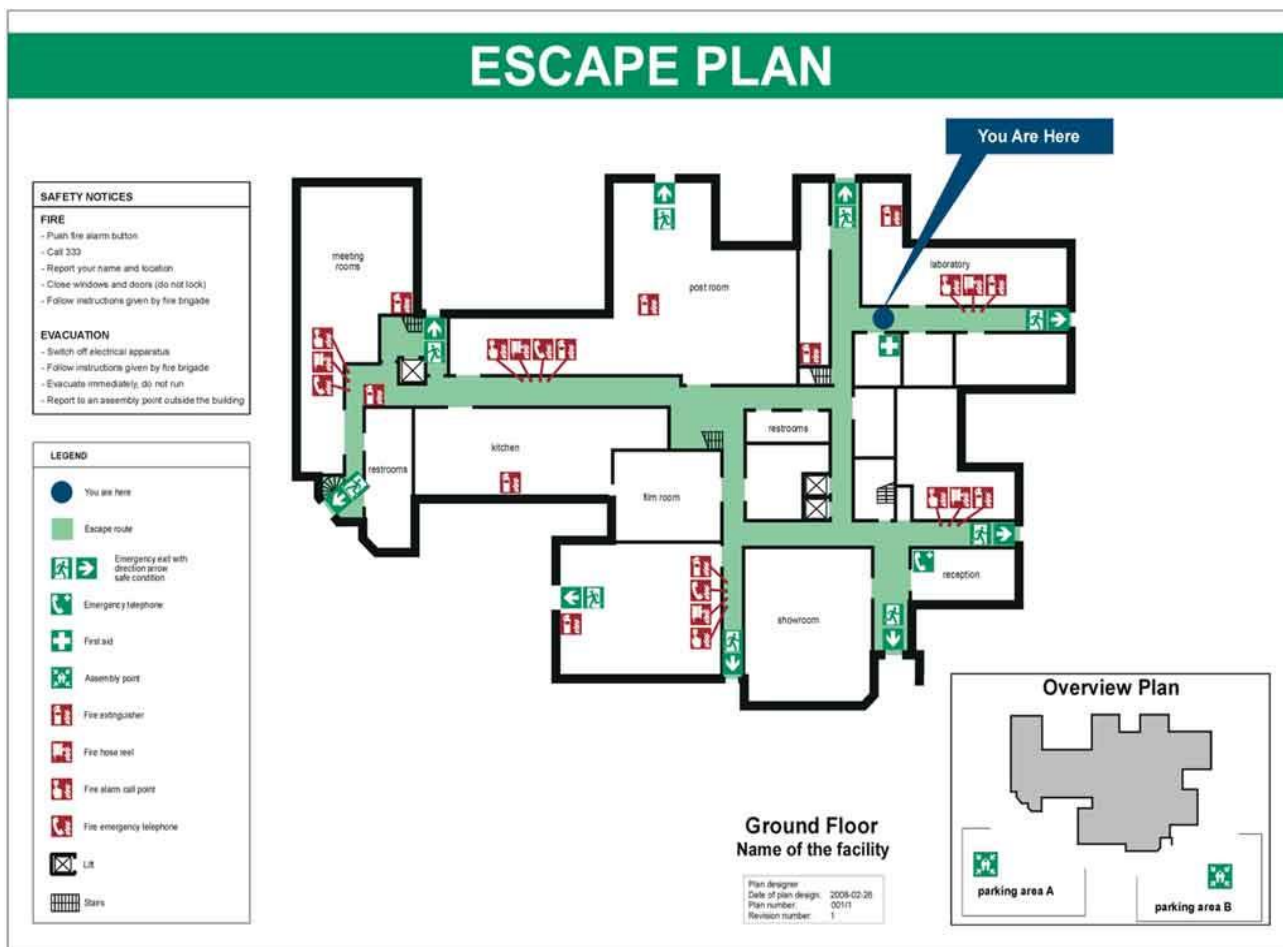 ESCAPE PLAN
You Are Here
SAFETY NOTICES
FIRE
- Push fire alarm button
- Call 333
- Report your name and location
- Close windows and doors (do not lock)
- Follow instructions given by fire brigade
EVACUATION
- Switch off electrical apparatus
- Follow instructions given by fire brigade
- Evacuate immediately, do not run
- Report to an assembly point outside the building
LEGEND
You are here
Escape route
Emergency exit with
direction arrow
safe condition
Emergency telephone
First aid
Assembly point
Fire extinguisher
Fire hose reel
Fire alarm call point
Fire emergency telephone
Lift
Stairs
meeting
rooms
post room
laboratory
restrooms
kitchen
restrooms
film room
showroom
reception
Ground Floor
Name of the facility
Plan designer
Date of plan design: 2008-02-26
Plan number: 001/1
Revision number: 1
Overview Plan
parking area A
parking area B